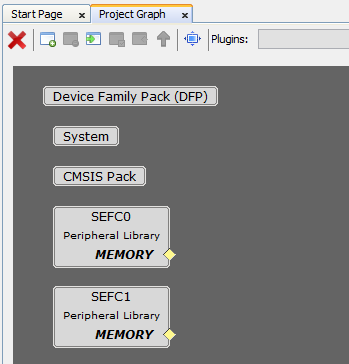 Start Page × Project Graph ×
Plugins:
Device Family Pack (DFP)
System
CMSIS Pack
SEFC0
Peripheral Library
MEMORY
SEFC1
Peripheral Library
MEMORY